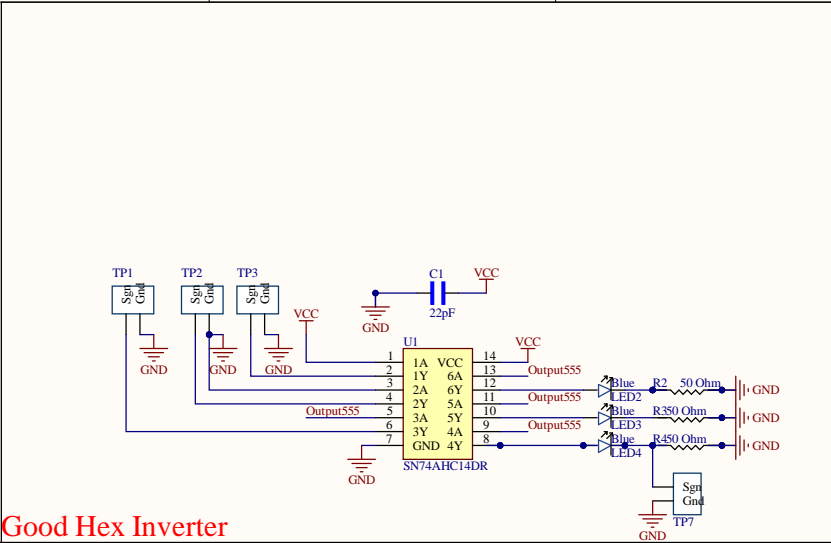 TP1
TP2
TP3
Sgn
Gnd
Sgn
Gnd
Sgn
Gnd
GND
GND
GND
C1
22pF
VCC
GND
VCC
U1
VCC
1 1A VCC 14
2 1Y 6A 13 Output555
3 2A 6Y 12
4 2Y 5A 11 Output555
Output555 5 3A 5Y 10
6 3Y 4A 9 Output555
7 GND 4Y 8
SN74AHC14DR
GND
Blue R2 50 Ohm GND
LED2
Blue R3 50 Ohm GND
LED3
Blue R4 50 Ohm GND
LED4
Sgn
Gnd
TP7
GND
Good Hex Inverter